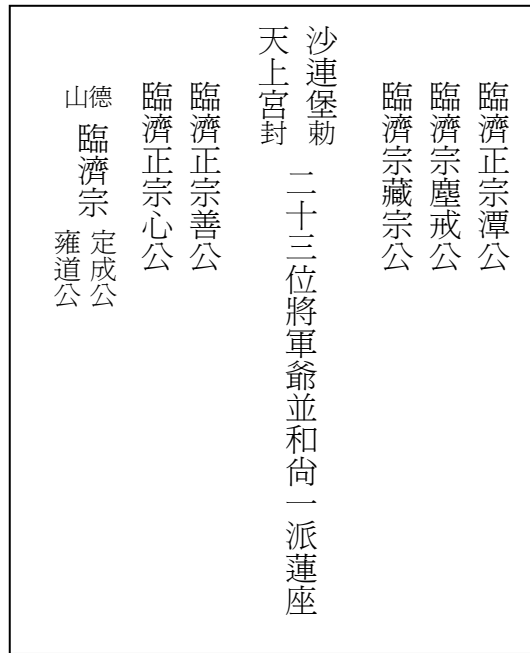 臨濟正宗潭公
臨濟宗塵戒公
臨濟宗藏宗公
沙連堡勅
天上宮封
二十三位將軍爺並和尙一派蓮座
臨濟正宗善公
臨濟正宗心公
德山
臨濟宗
定成公
雍道公